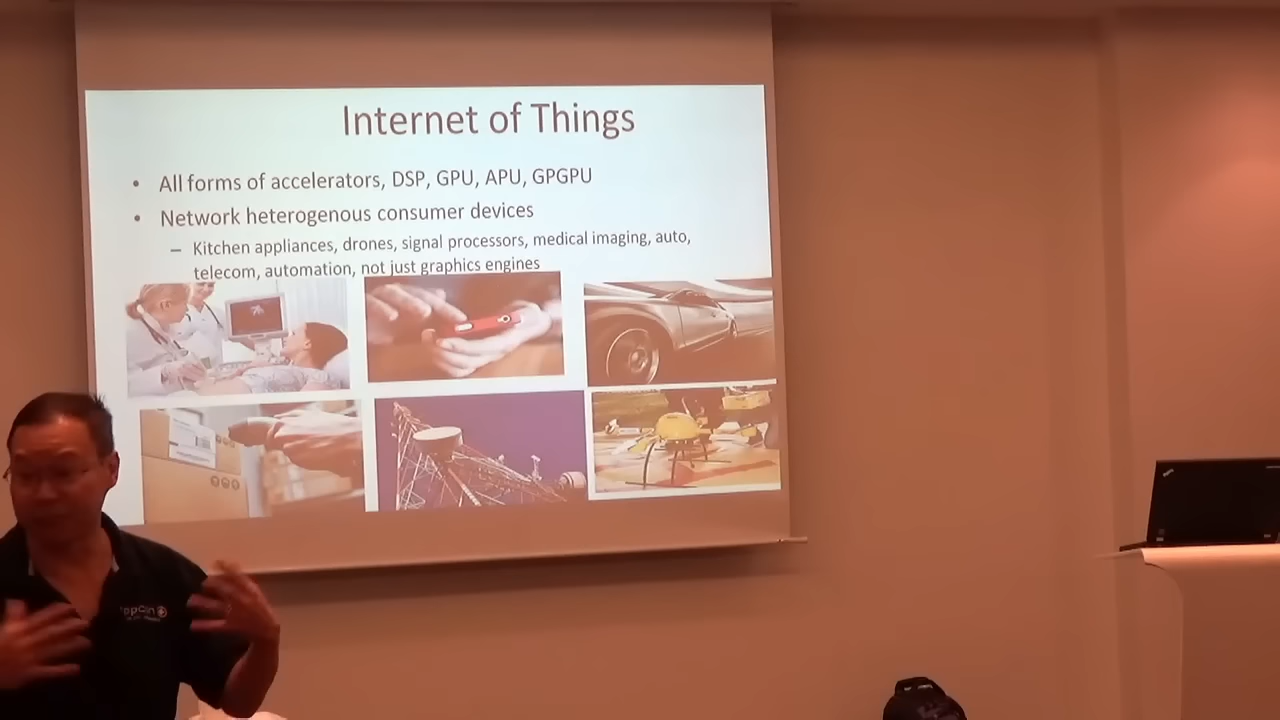 Internet of Things
• All forms of accelerators, DSP, GPU, APU, GPGPU
• Network heterogenous consumer devices
– Kitchen appliances, drones, signal processors, medical imaging, auto,
telecom, automation, not just graphics engines